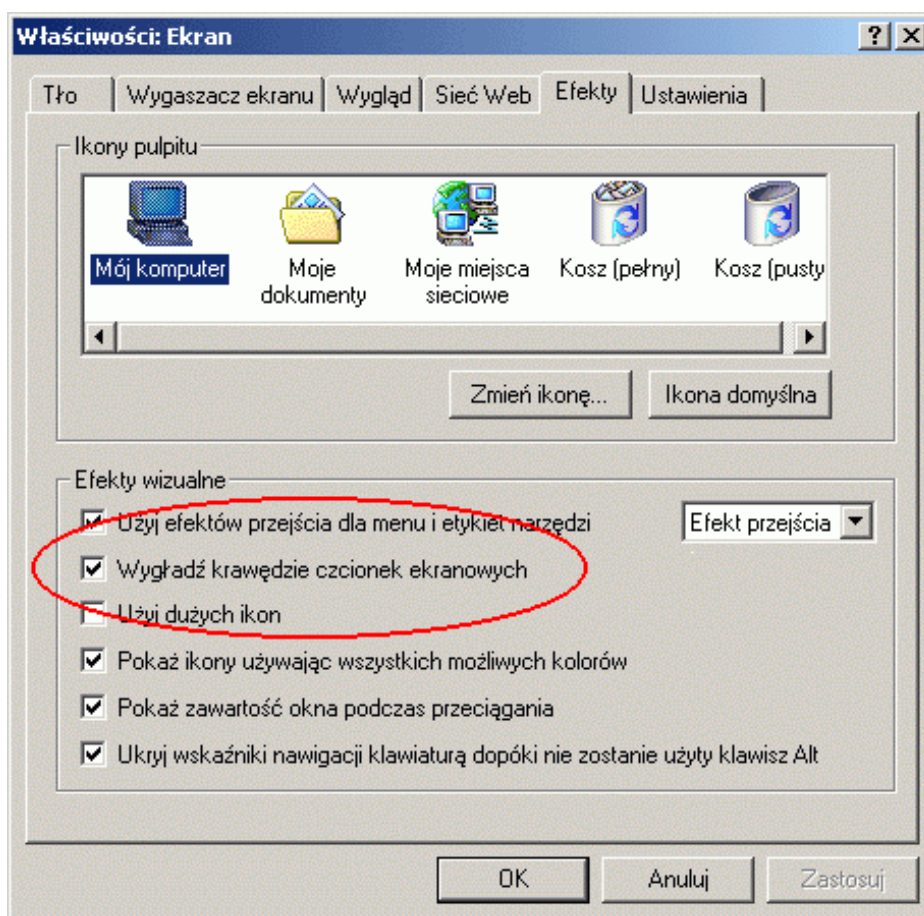 Właściwości: Ekran
Tło
Wygaszacz ekranu
Wygląd
Sieć Web
Efekty
Ustawienia
Ikony pulpitu
Mój komputer
Moje
dokumenty
Moje miejsca
sieciowe
Kosz (pełny)
Kosz (pusty
Zmień ikonę...
Ikona domyślna
Efekty wizualne
Użyj efektów przejścia dla menu i etykiet narzędzi
Efekt przejścia
Wygładź krawędzie czcionek ekranowych
Użyj dużych ikon
Pokaż ikony używając wszystkich możliwych kolorów
Pokaż zawartość okna podczas przeciągania
Ukryj wskaźniki nawigacji klawiaturą dopóki nie zostanie użyty klawisz Alt
OK
Anuluj
Zastosuj